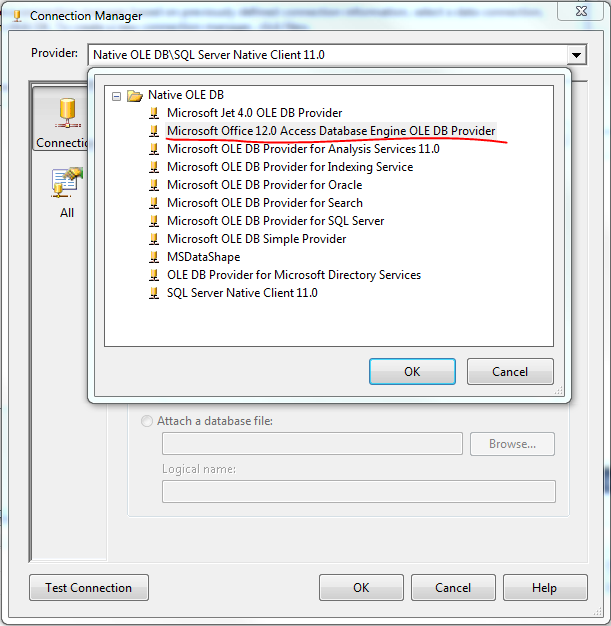 Connection Manager
Provider:
Native OLE DB\SQL Server Native Client 11.0
Native OLE DB
Microsoft Jet 4.0 OLE DB Provider
Microsoft Office 12.0 Access Database Engine OLE DB Provider
Microsoft OLE DB Provider for Analysis Services 11.0
Microsoft OLE DB Provider for Indexing Service
Microsoft OLE DB Provider for Oracle
Microsoft OLE DB Provider for Search
Microsoft OLE DB Provider for SQL Server
Microsoft OLE DB Simple Provider
MSDataShape
OLE DB Provider for Microsoft Directory Services
SQL Server Native Client 11.0
Connectio
All
OK Cancel
Attach a database file:
Browse...
Logical name:
Test Connection OK Cancel Help